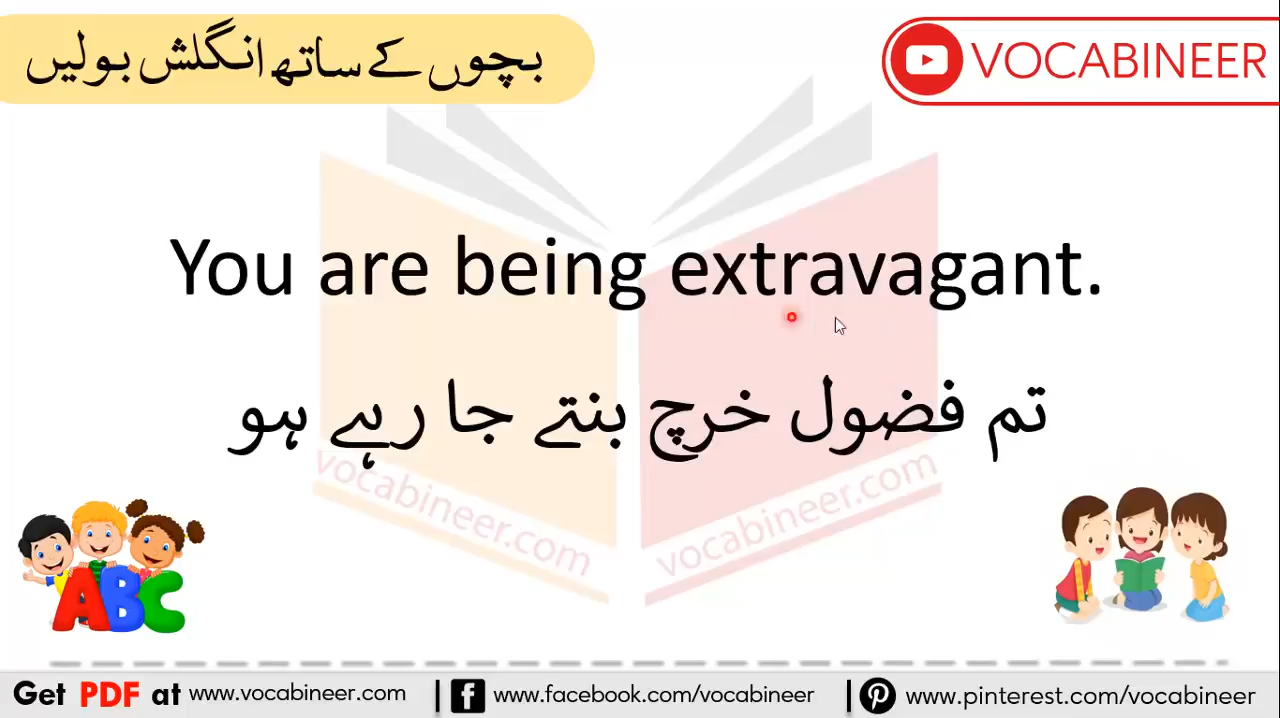 بچوں کے ساتھ انگلش بولیں
VOCABINEER
You are being extravagant.
تم فضول خرچ بنتے جا رہے ہو
vocabineer.com
vocabineer.com
ABC
Get PDF at www.vocabineer.com
www.facebook.com/vocabineer
www.pinterest.com/vocabineer